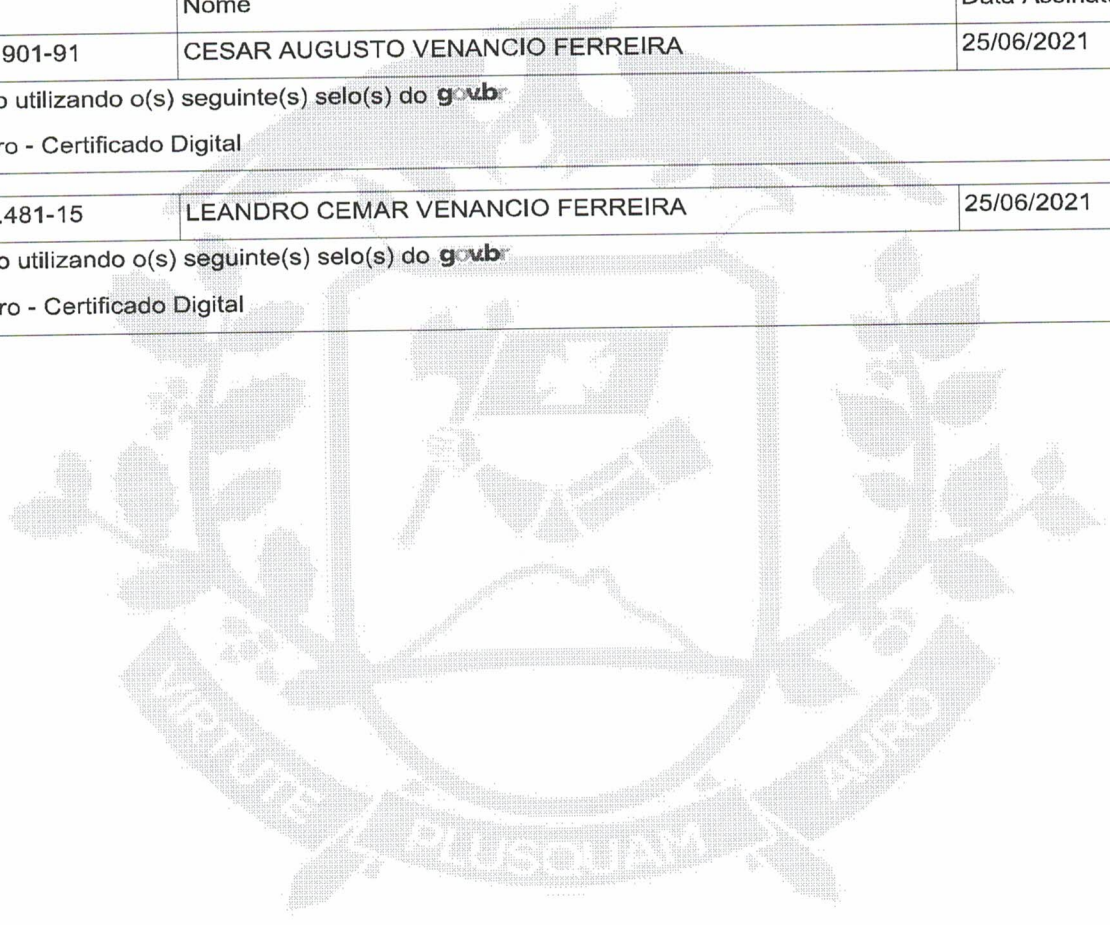 Nome
901-91 CESAR AUGUSTO VENANCIO FERREIRA 25/06/2021
o utilizando o(s) seguinte(s) selo(s) do gov.br
ro - Certificado Digital
.481-15 LEANDRO CEMAR VENANCIO FERREIRA 25/06/2021
o utilizando o(s) seguinte(s) selo(s) do gov.br
ro - Certificado Digital
VIRTUTE PLUSQUAM AURO